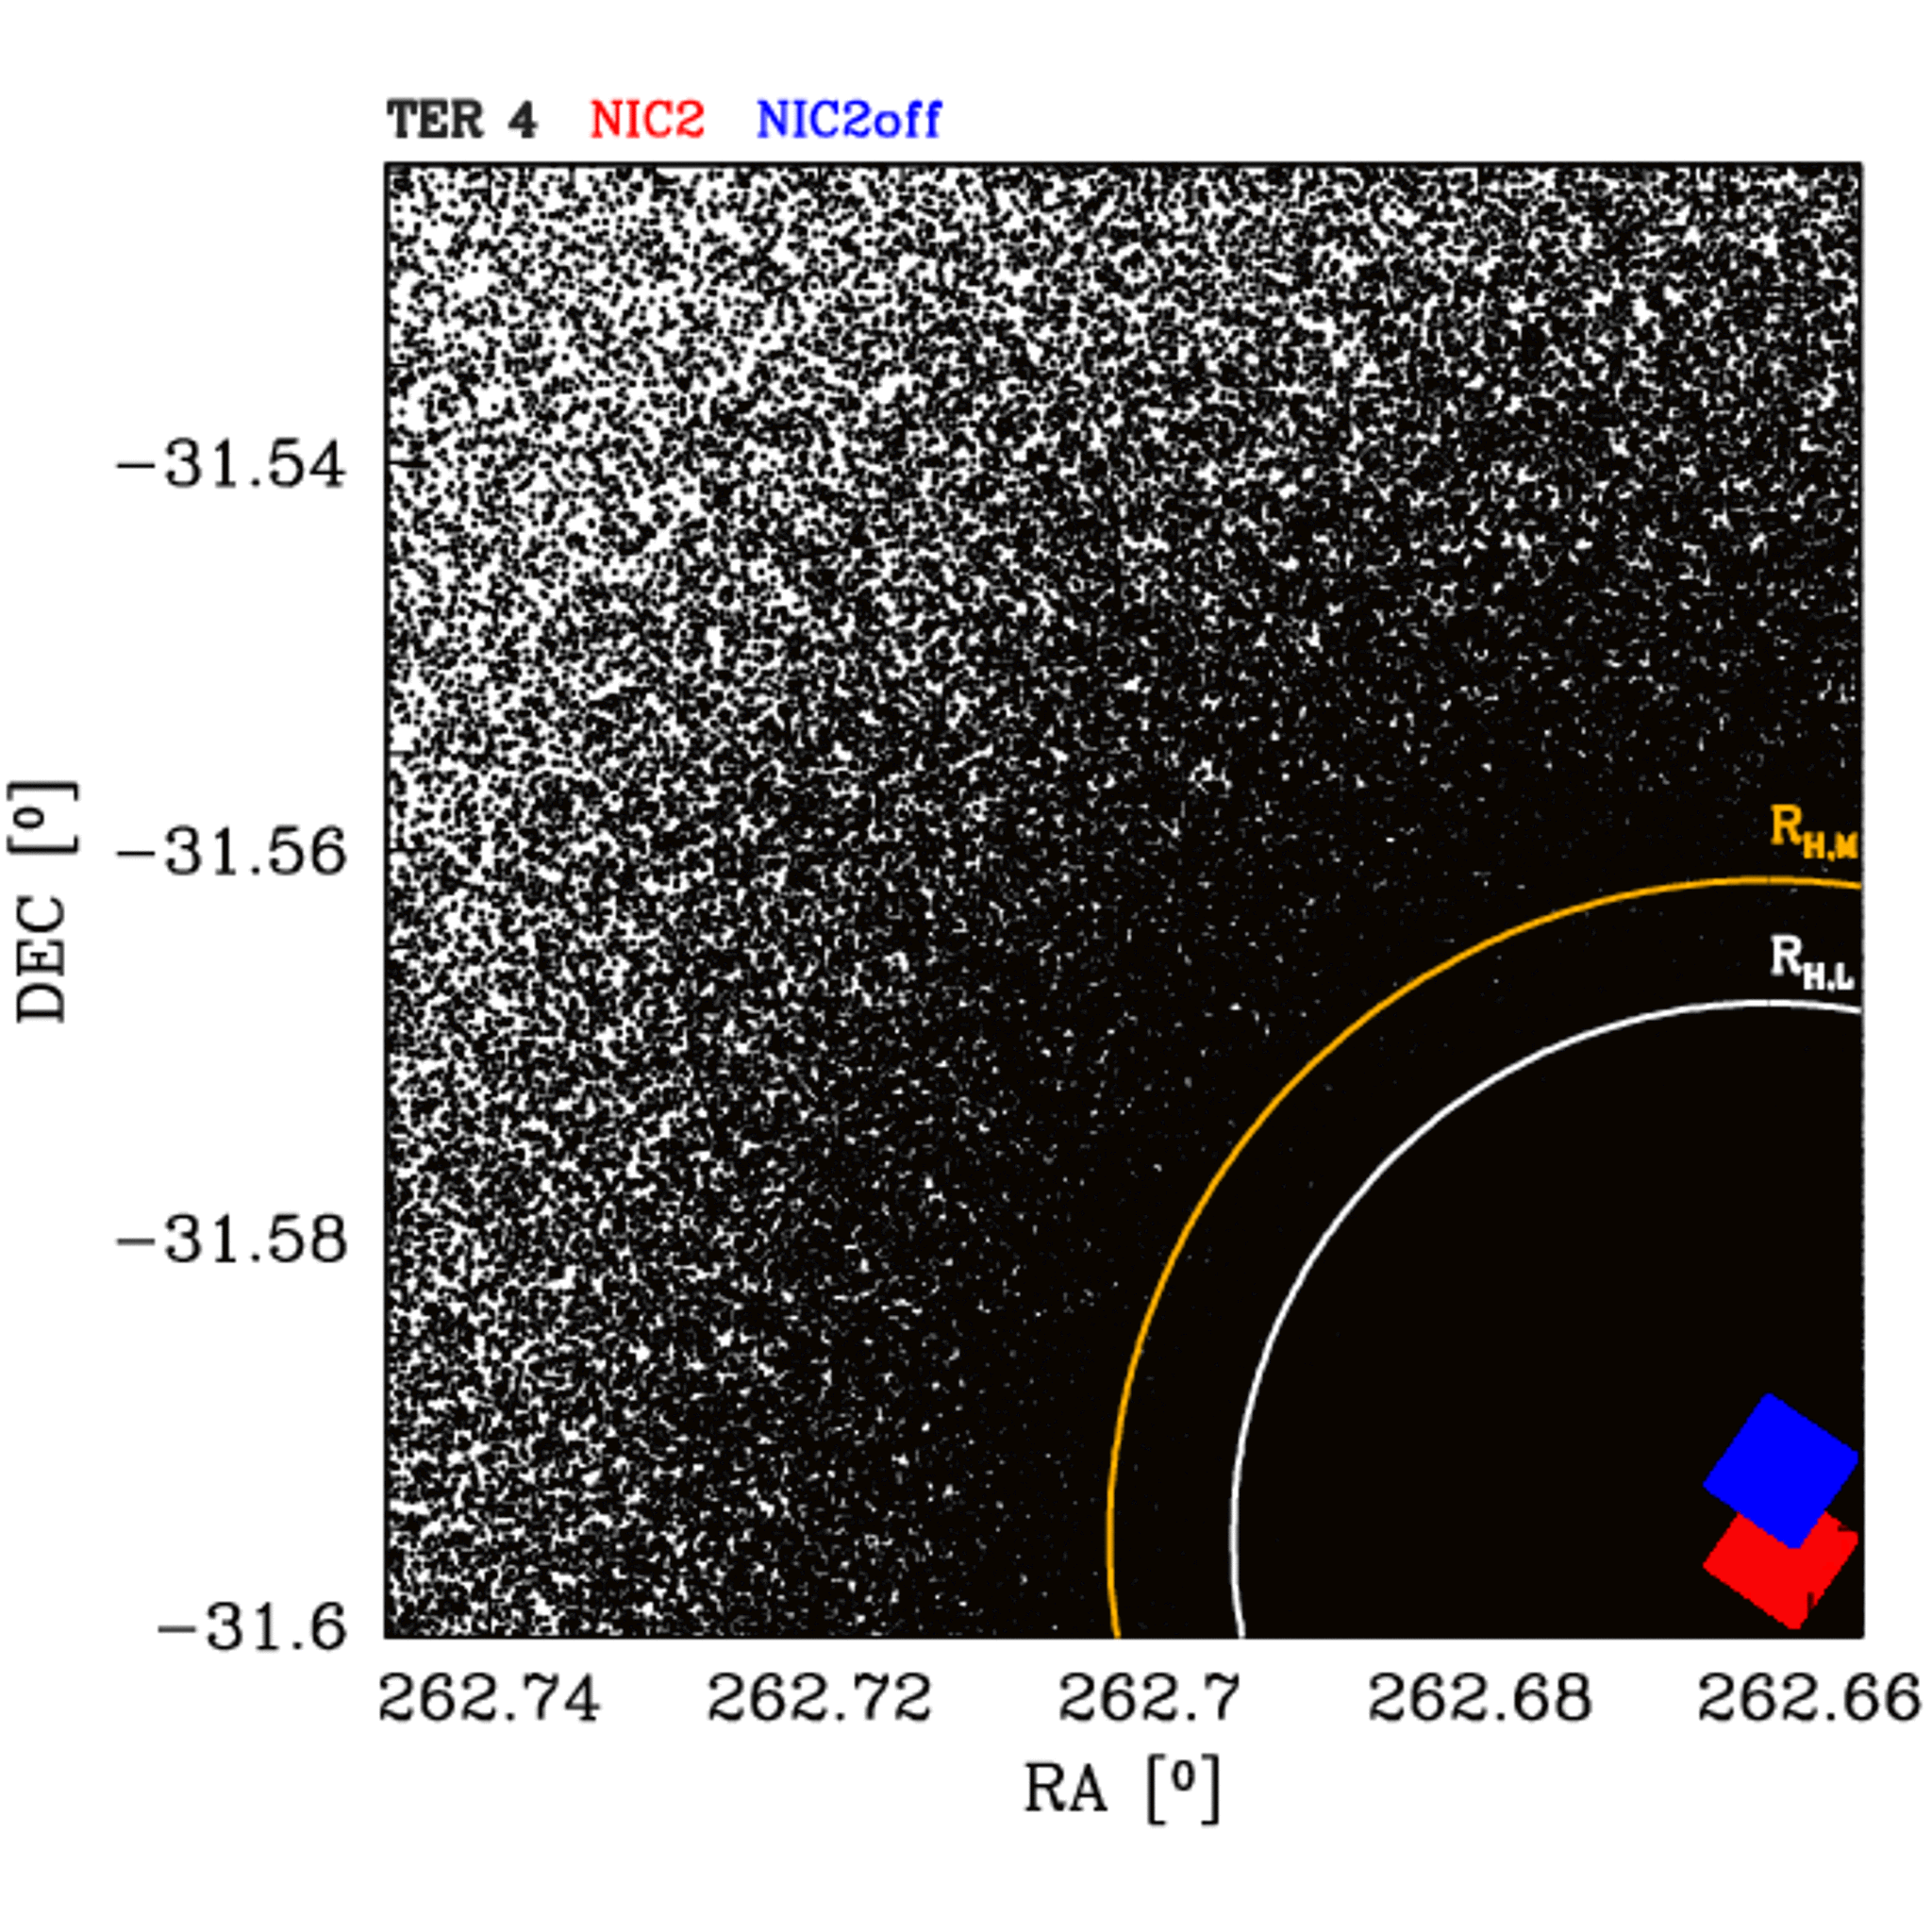 TER 4 NIC2 NIC2off
−31.54
−31.56
−31.58
−31.6
DEC [º]
R_H,M
R_H,L
262.74 262.72 262.7 262.68 262.66
RA [º]